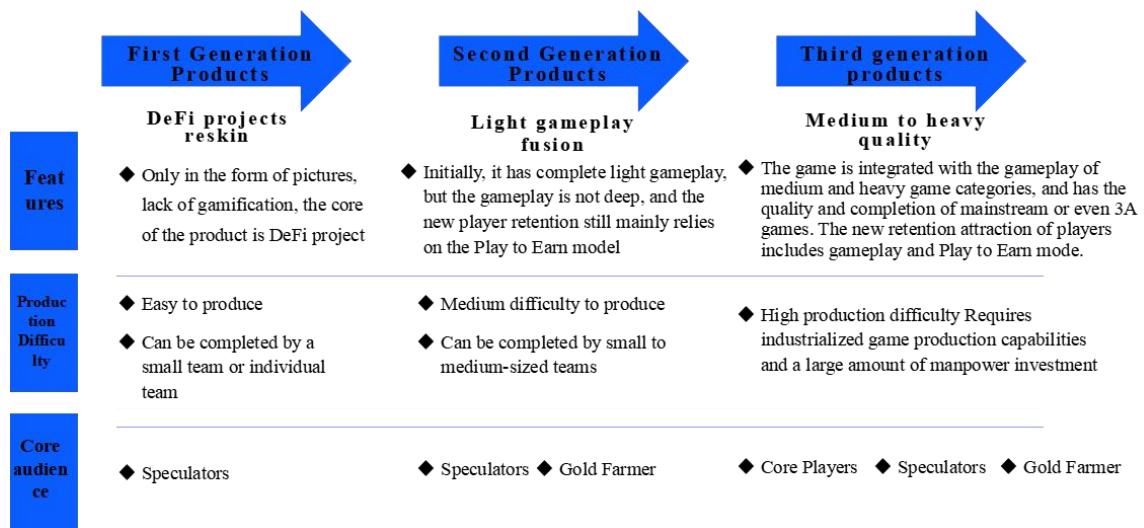 First Generation
Products
Second Generation
Products
Third generation
products
DeFi projects
reskin
Light gameplay
fusion
Medium to heavy
quality
Feat
ures
◆ Only in the form of pictures,
lack of gamification, the core
of the product is DeFi project
◆ Initially, it has complete light gameplay,
but the gameplay is not deep, and the
new player retention still mainly relies
on the Play to Earn model
◆ The game is integrated with the gameplay of
medium and heavy game categories, and has the
quality and completion of mainstream or even 3A
games. The new retention attraction of players
includes gameplay and Play to Earn mode.
Produc
tion
Difficu
lty
◆ Easy to produce
◆ Can be completed by a
small team or individual
team
◆ Medium difficulty to produce
◆ Can be completed by small to
medium-sized teams
◆ High production difficulty Requires
industrialized game production capabilities
and a large amount of manpower investment
Core
audien
ce
◆ Speculators
◆ Speculators ◆ Gold Farmer
◆ Core Players ◆ Speculators ◆ Gold Farmer